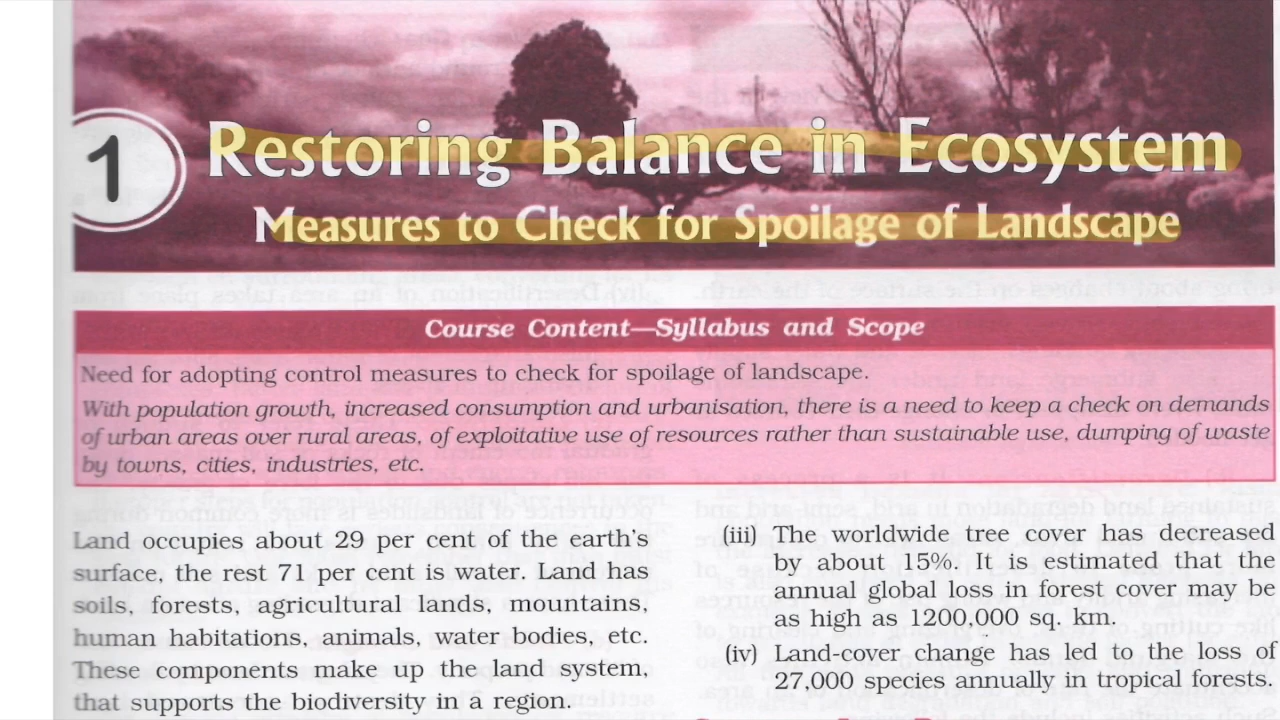 1
Restoring Balance in Ecosystem
Measures to Check for Spoilage of Landscape
Course Content—Syllabus and Scope
Need for adopting control measures to check for spoilage of landscape.
With population growth, increased consumption and urbanisation, there is a need to keep a check on demands
of urban areas over rural areas, of exploitative use of resources rather than sustainable use, dumping of waste
by towns, cities, industries, etc.
Land occupies about 29 per cent of the earth's
surface, the rest 71 per cent is water. Land has
soils, forests, agricultural lands, mountains,
human habitations, animals, water bodies, etc.
These components make up the land system,
that supports the biodiversity in a region.
(iii) The worldwide tree cover has decreased
by about 15%. It is estimated that the
annual global loss in forest cover may be
as high as 1200,000 sq. km.
(iv) Land-cover change has led to the loss of
27,000 species annually in tropical forests.